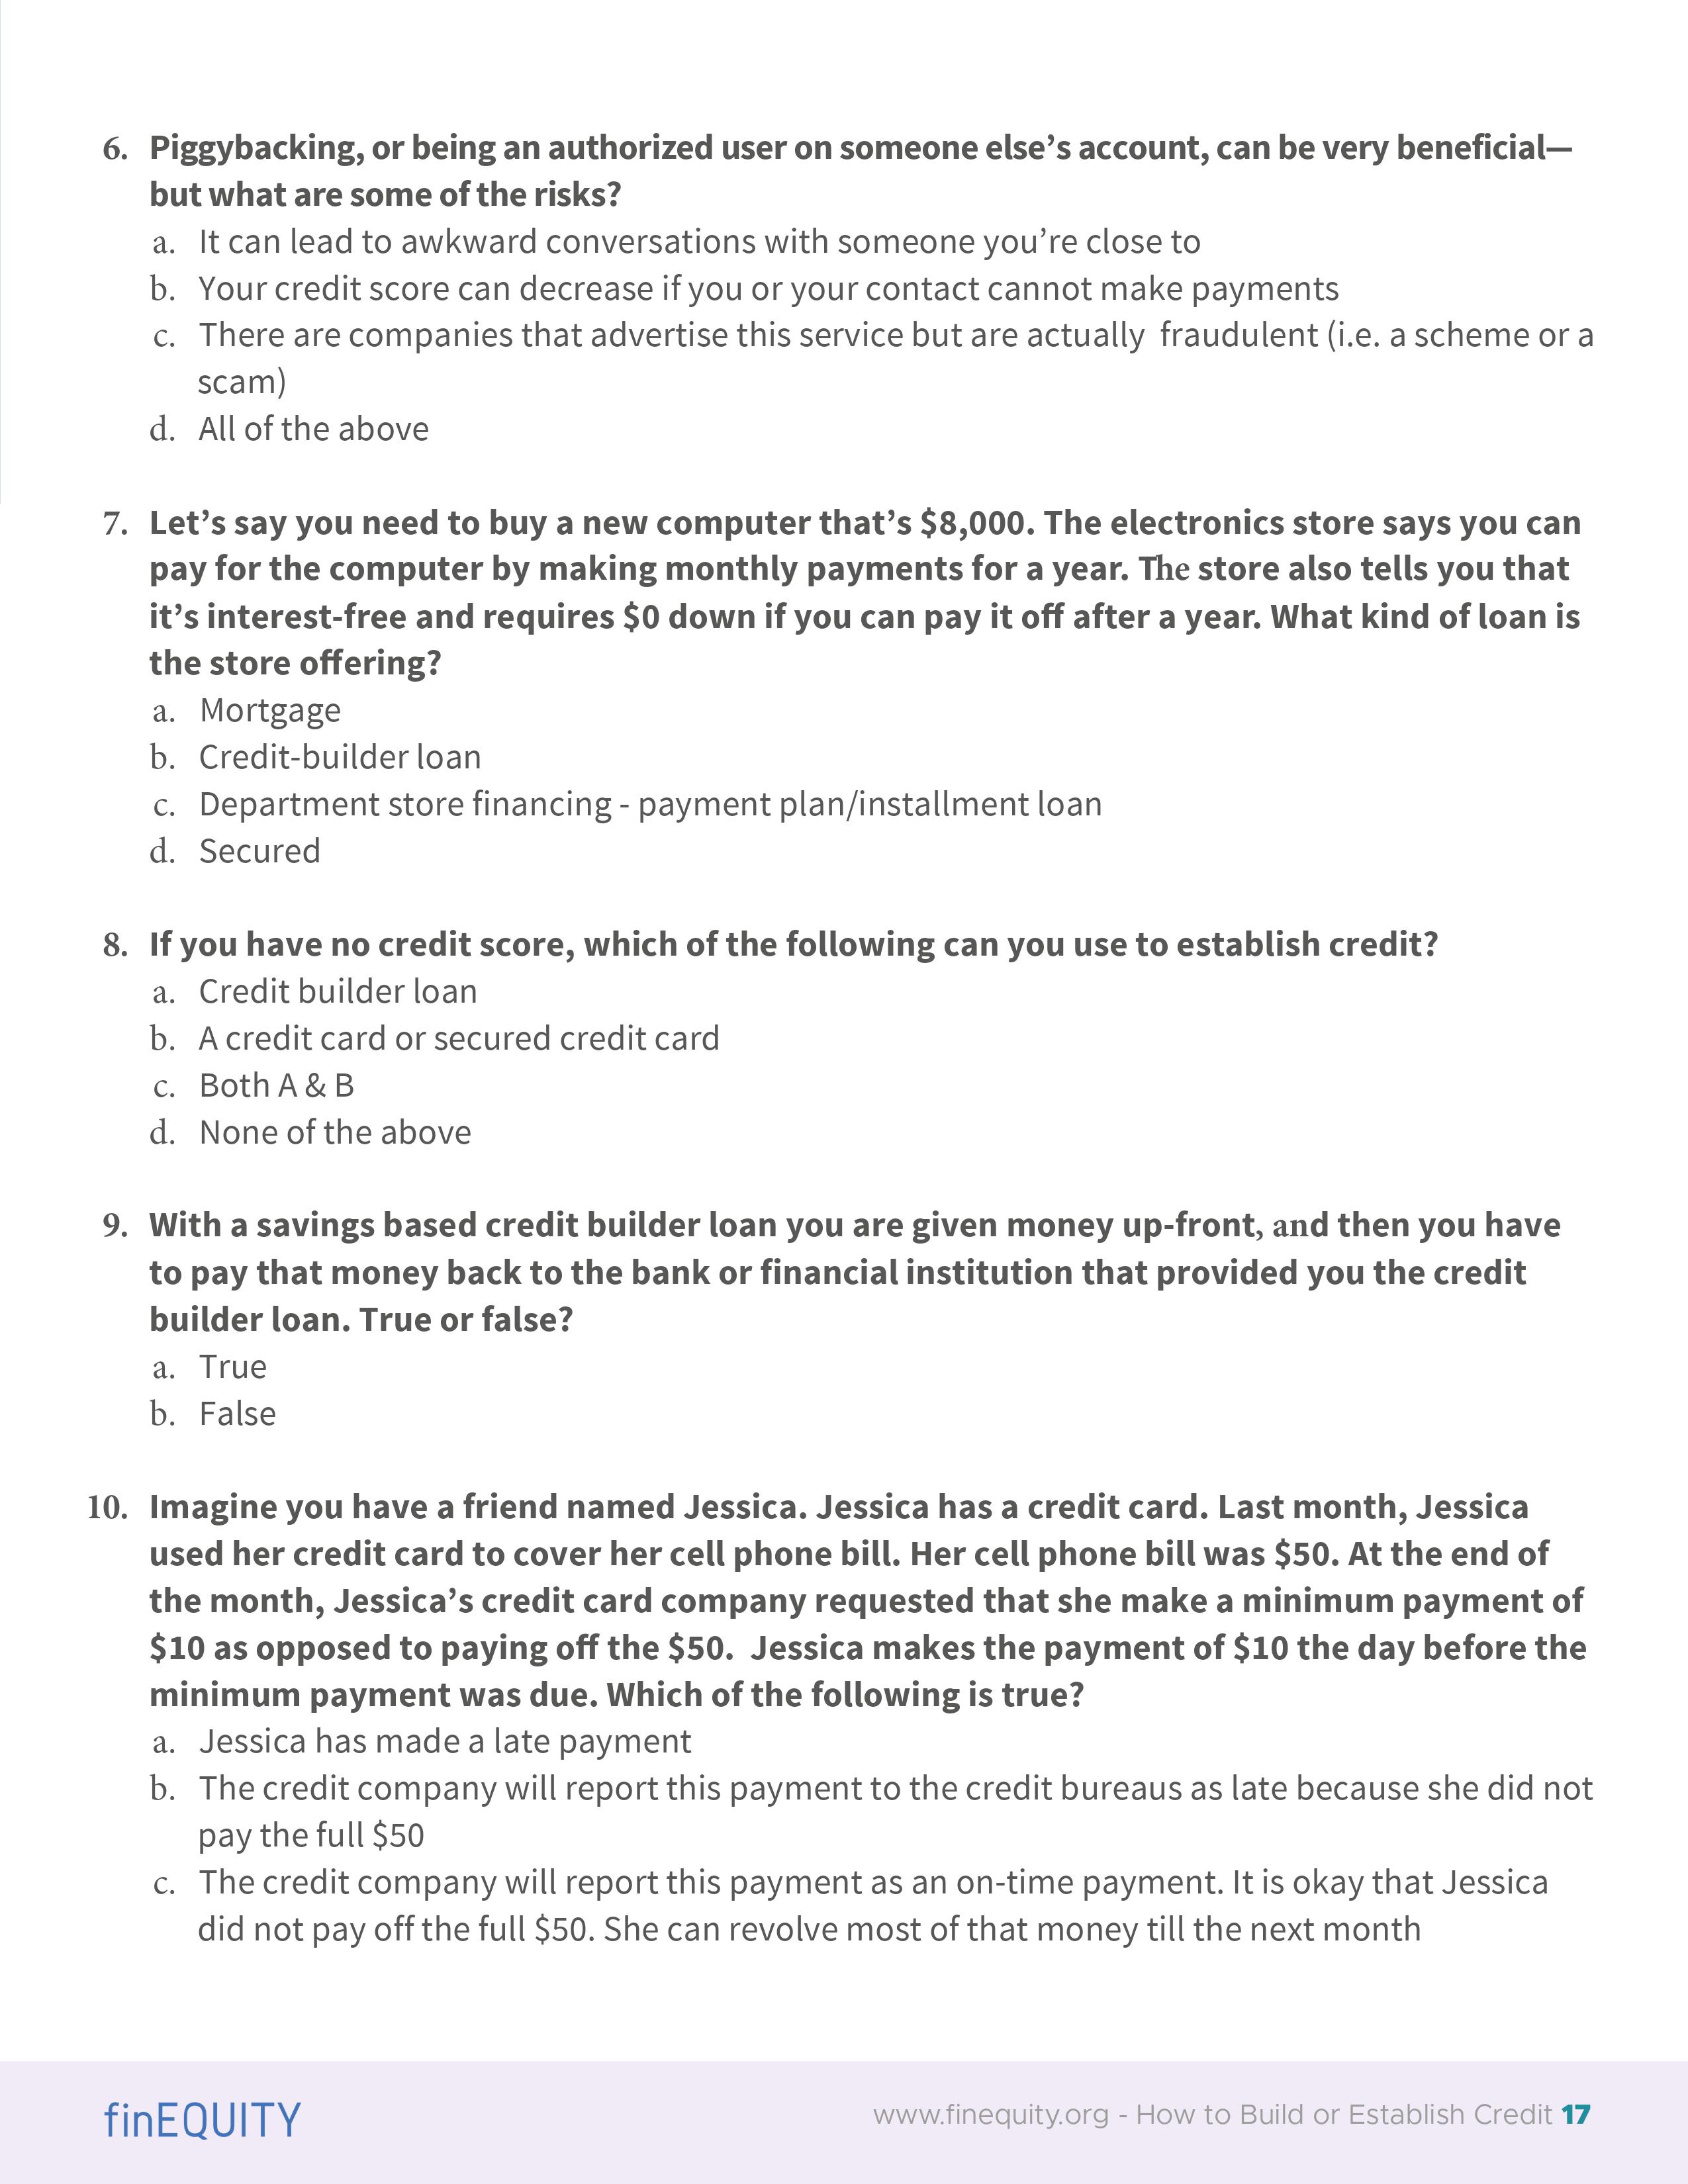 6. Piggybacking, or being an authorized user on someone else’s account, can be very beneficial—
but what are some of the risks?
a. It can lead to awkward conversations with someone you’re close to
b. Your credit score can decrease if you or your contact cannot make payments
c. There are companies that advertise this service but are actually  fraudulent (i.e. a scheme or a
scam)
d. All of the above
7. Let’s say you need to buy a new computer that’s $8,000. The electronics store says you can
pay for the computer by making monthly payments for a year. The store also tells you that
it’s interest-free and requires $0 down if you can pay it off after a year. What kind of loan is
the store offering?
a. Mortgage
b. Credit-builder loan
c. Department store financing - payment plan/installment loan
d. Secured
8. If you have no credit score, which of the following can you use to establish credit?
a. Credit builder loan
b. A credit card or secured credit card
c. Both A & B
d. None of the above
9. With a savings based credit builder loan you are given money up-front, and then you have
to pay that money back to the bank or financial institution that provided you the credit
builder loan. True or false?
a. True
b. False
10. Imagine you have a friend named Jessica. Jessica has a credit card. Last month, Jessica
used her credit card to cover her cell phone bill. Her cell phone bill was $50. At the end of
the month, Jessica’s credit card company requested that she make a minimum payment of
$10 as opposed to paying off the $50.  Jessica makes the payment of $10 the day before the
minimum payment was due. Which of the following is true?
a. Jessica has made a late payment
b. The credit company will report this payment to the credit bureaus as late because she did not
pay the full $50
c. The credit company will report this payment as an on-time payment. It is okay that Jessica
did not pay off the full $50. She can revolve most of that money till the next month
finEQUITY
www.finequity.org - How to Build or Establish Credit 17